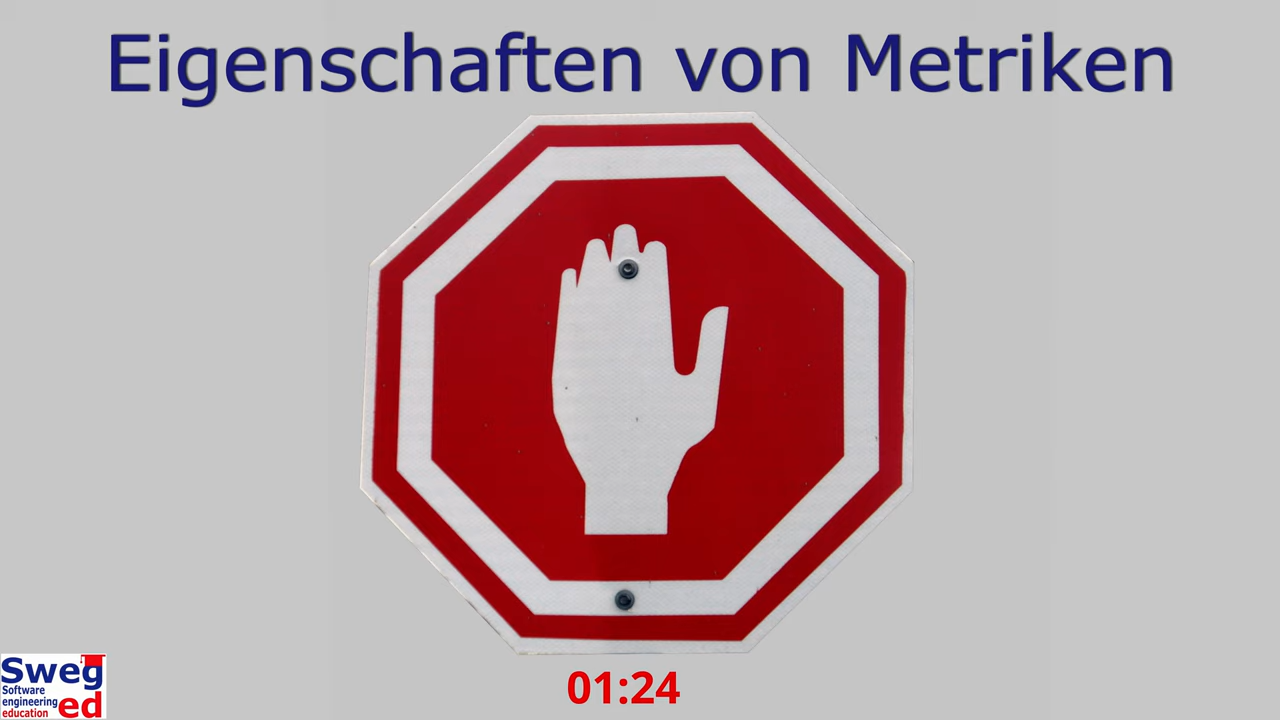 Eigenschaften von Metriken
01:24
Sweg
Software
engineering
education
ed